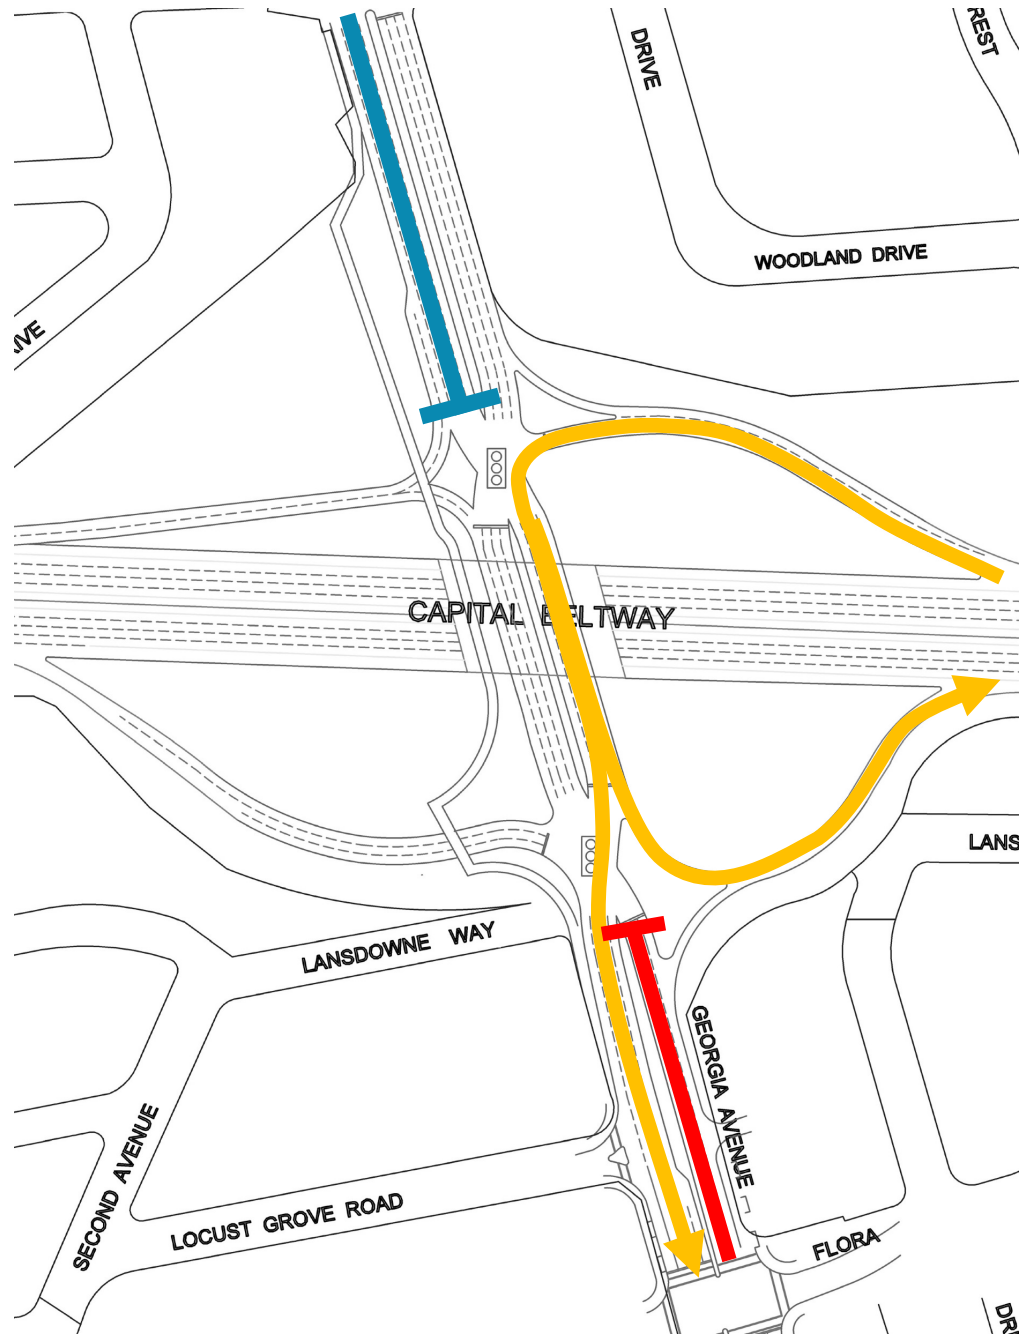 DRIVE
WOODLAND DRIVE
CAPITAL BELTWAY
LANSDOWNE WAY
GEORGIA AVENUE
SECOND AVENUE
LOCUST GROVE ROAD
FLORA